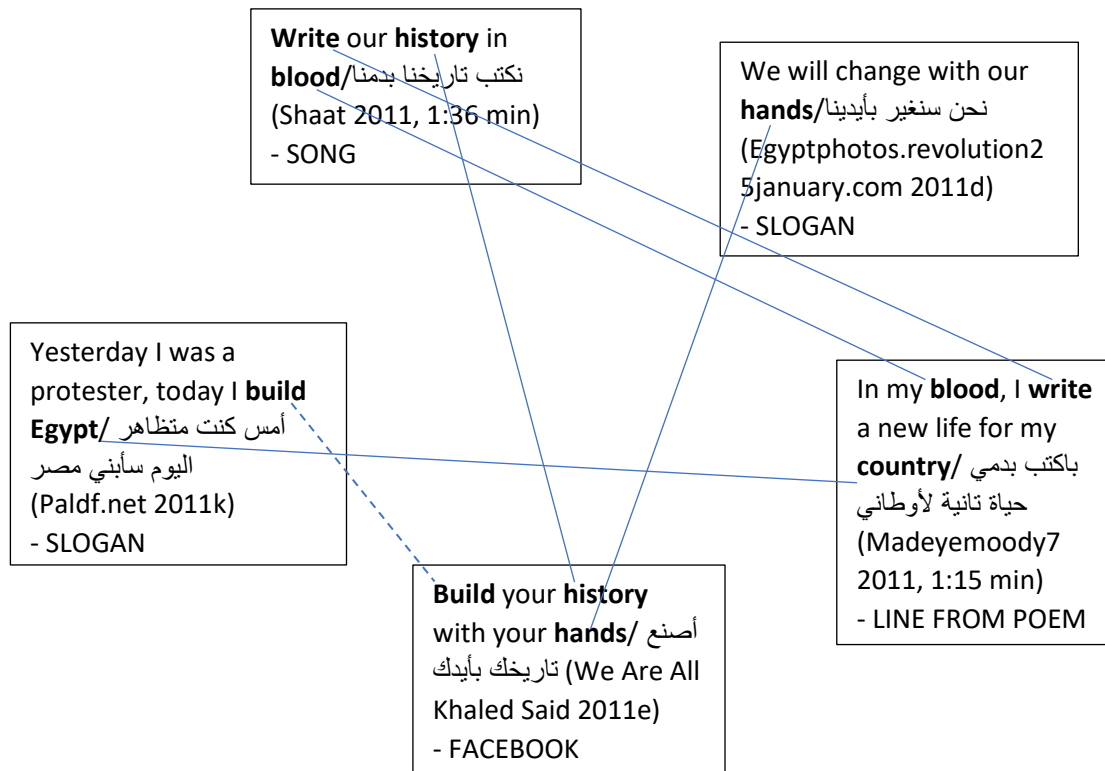 Write our history in
blood/نكتب تاريخنا بدمنا
(Shaat 2011, 1:36 min)
- SONG
We will change with our
hands/نحن سنغير بأيدينا
(Egyptphotos.revolution2
5january.com 2011d)
- SLOGAN
Yesterday I was a
protester, today I build
Egypt/ أمس كنت متظاهر
اليوم سأبني مصر
(Paldf.net 2011k)
- SLOGAN
In my blood, I write
a new life for my
country/ باكتب بدمي
حياة تانية لأوطاني
(Madeyemoody7
2011, 1:15 min)
- LINE FROM POEM
Build your history
with your hands/ أصنع
تاريخك بأيدك (We Are All
Khaled Said 2011e)
- FACEBOOK